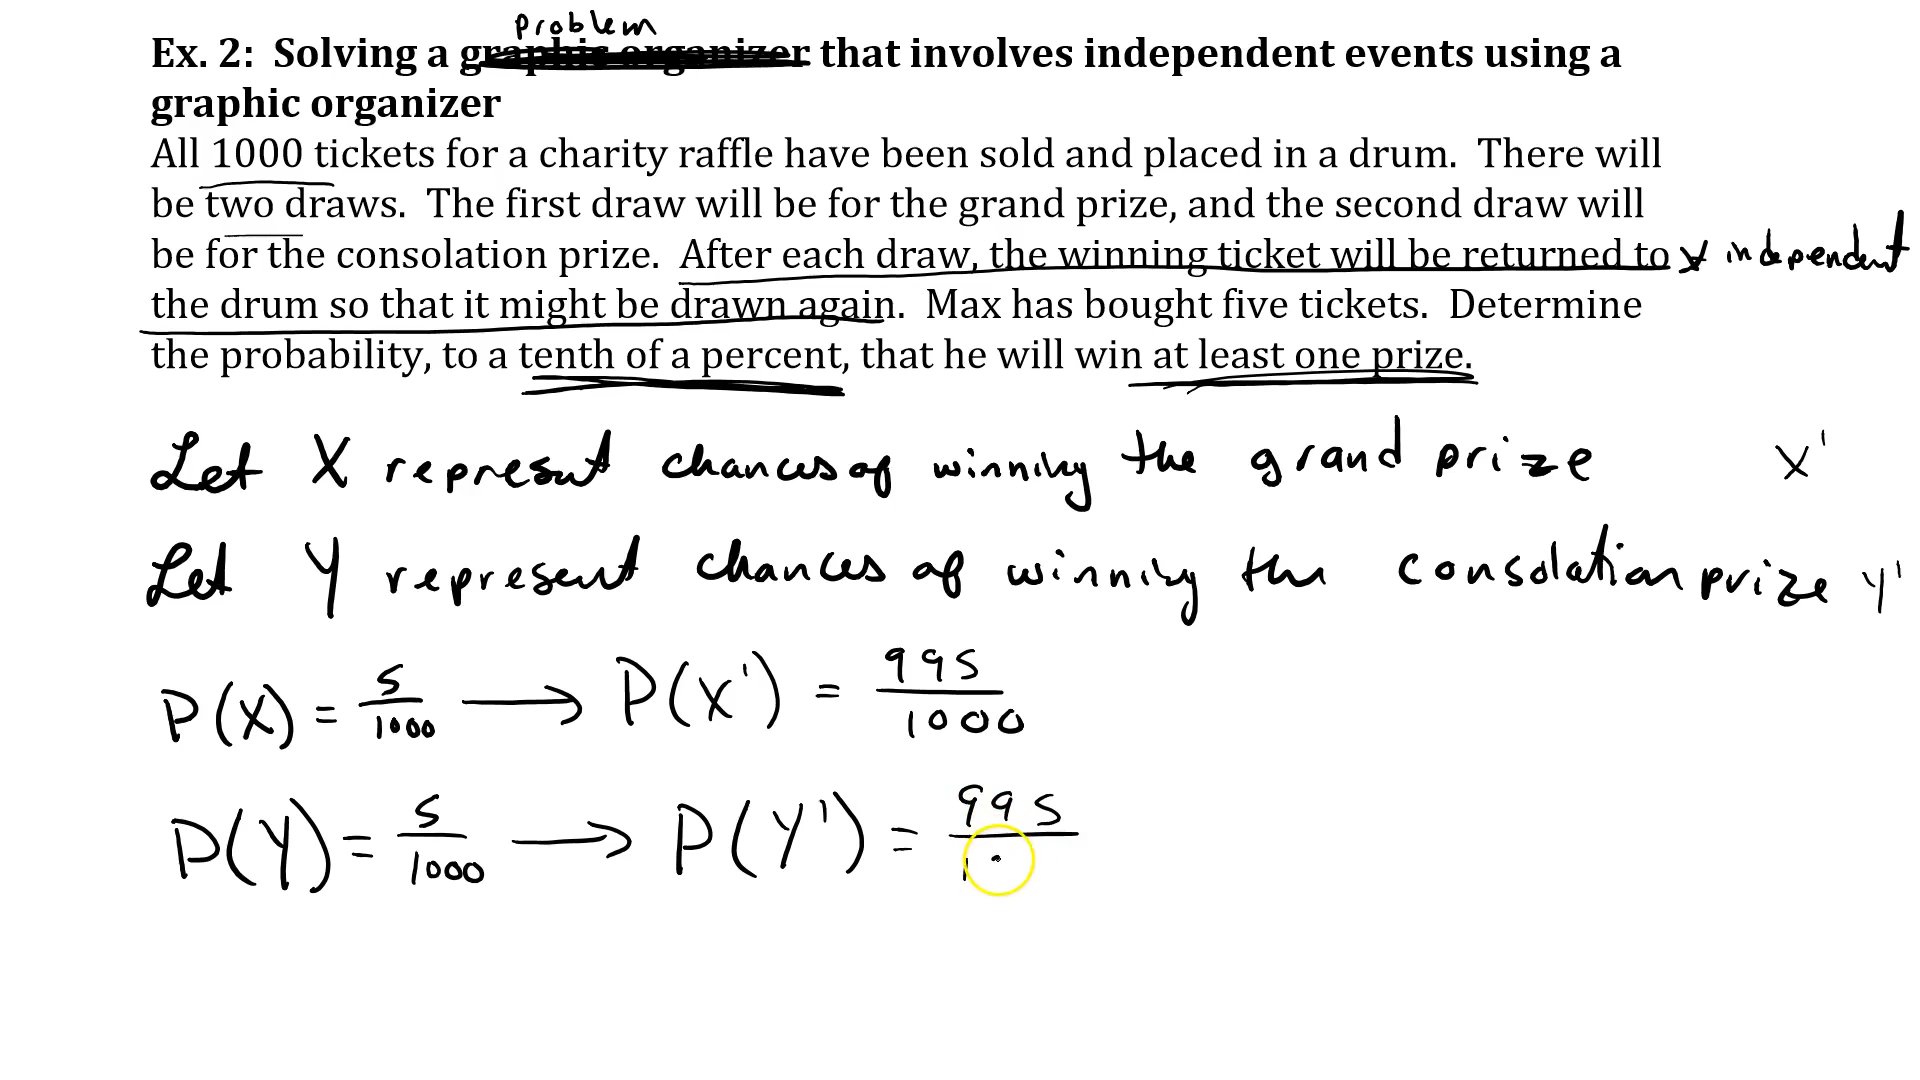 problem
Ex. 2: Solving a graphic organizer that involves independent events using a
graphic organizer
All 1000 tickets for a charity raffle have been sold and placed in a drum. There will
be two draws. The first draw will be for the grand prize, and the second draw will
be for the consolation prize. After each draw, the winning ticket will be returned to
independent
the drum so that it might be drawn again. Max has bought five tickets. Determine
the probability, to a tenth of a percent, that he will win at least one prize.
Let X represent chances of winning the grand prize X'
Let Y represent chances of winning the consolation prize Y'
P(X) = 5/1000 → P(X') = 995/1000
P(Y) = 5/1000 → P(Y') = 995/1